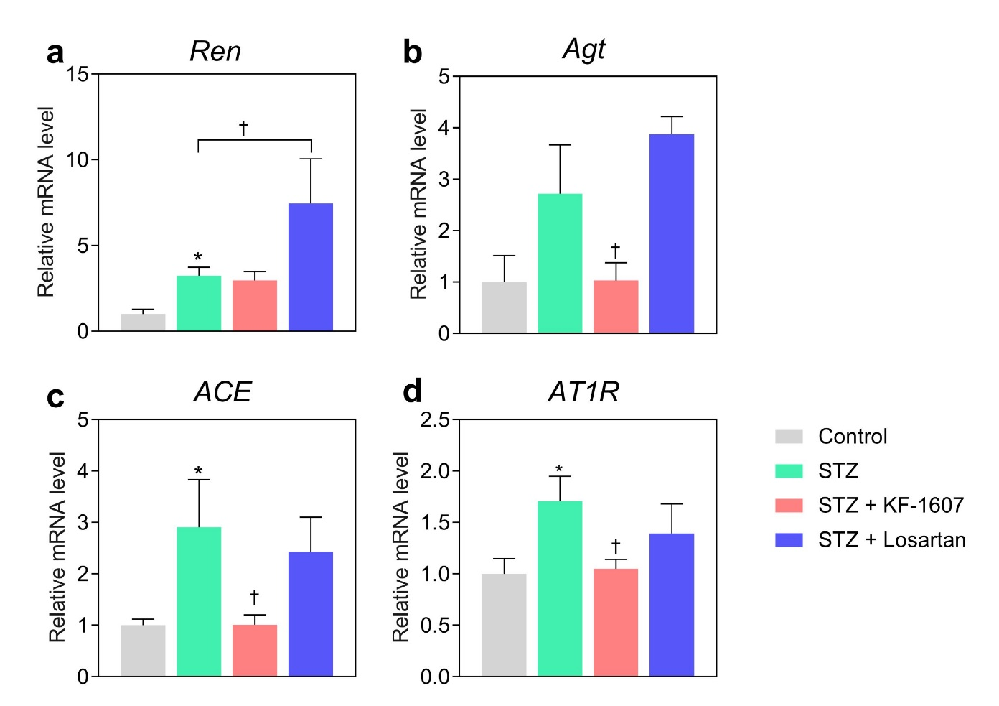 a
Ren
Relative mRNA level
15
10
5
0
*
†
b
Agt
Relative mRNA level
5
4
3
2
1
0
†
c
ACE
Relative mRNA level
5
4
3
2
1
0
*
†
d
AT1R
Relative mRNA level
2.5
2.0
1.5
1.0
0.5
0.0
*
†
Control
STZ
STZ + KF-1607
STZ + Losartan